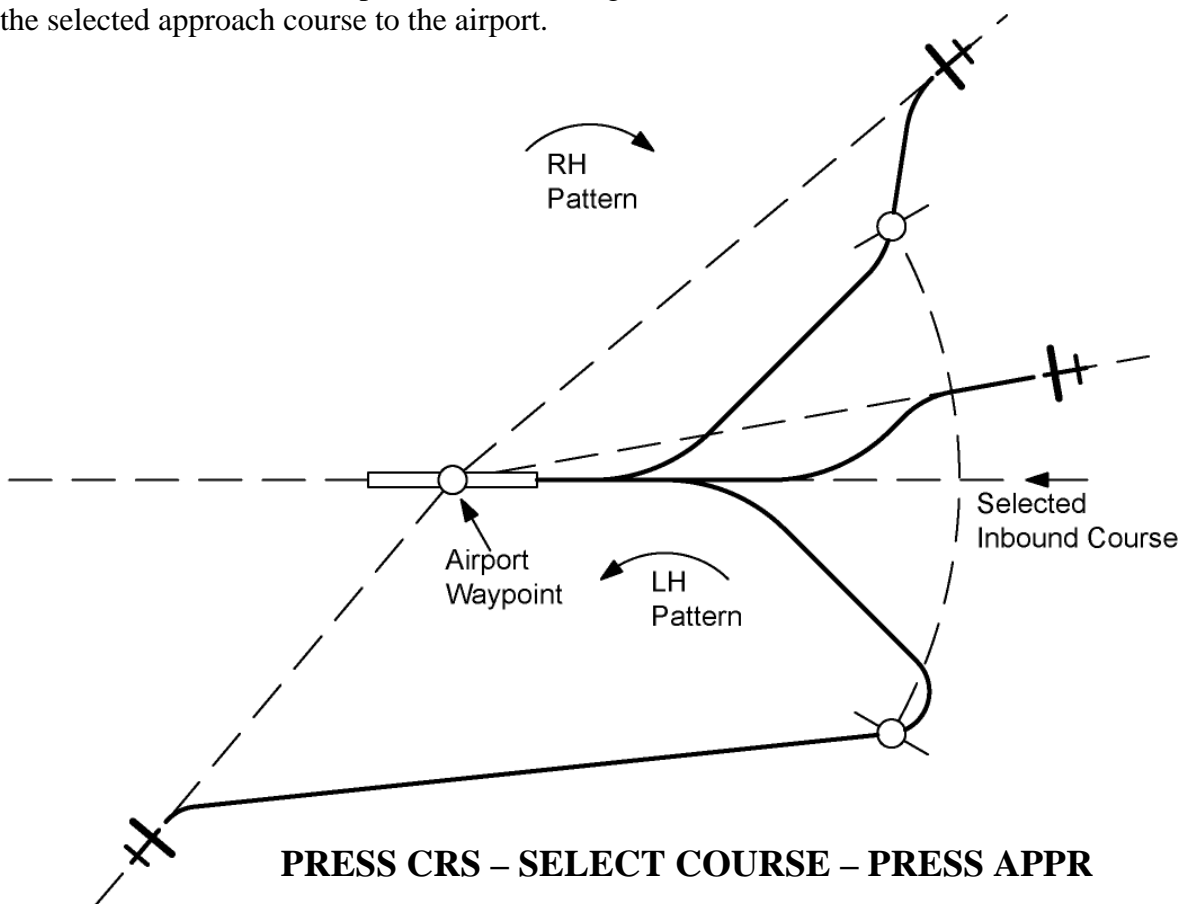 the selected approach course to the airport.
RH
Pattern
Selected
Inbound Course
Airport
Waypoint
LH
Pattern
PRESS CRS – SELECT COURSE – PRESS APPR